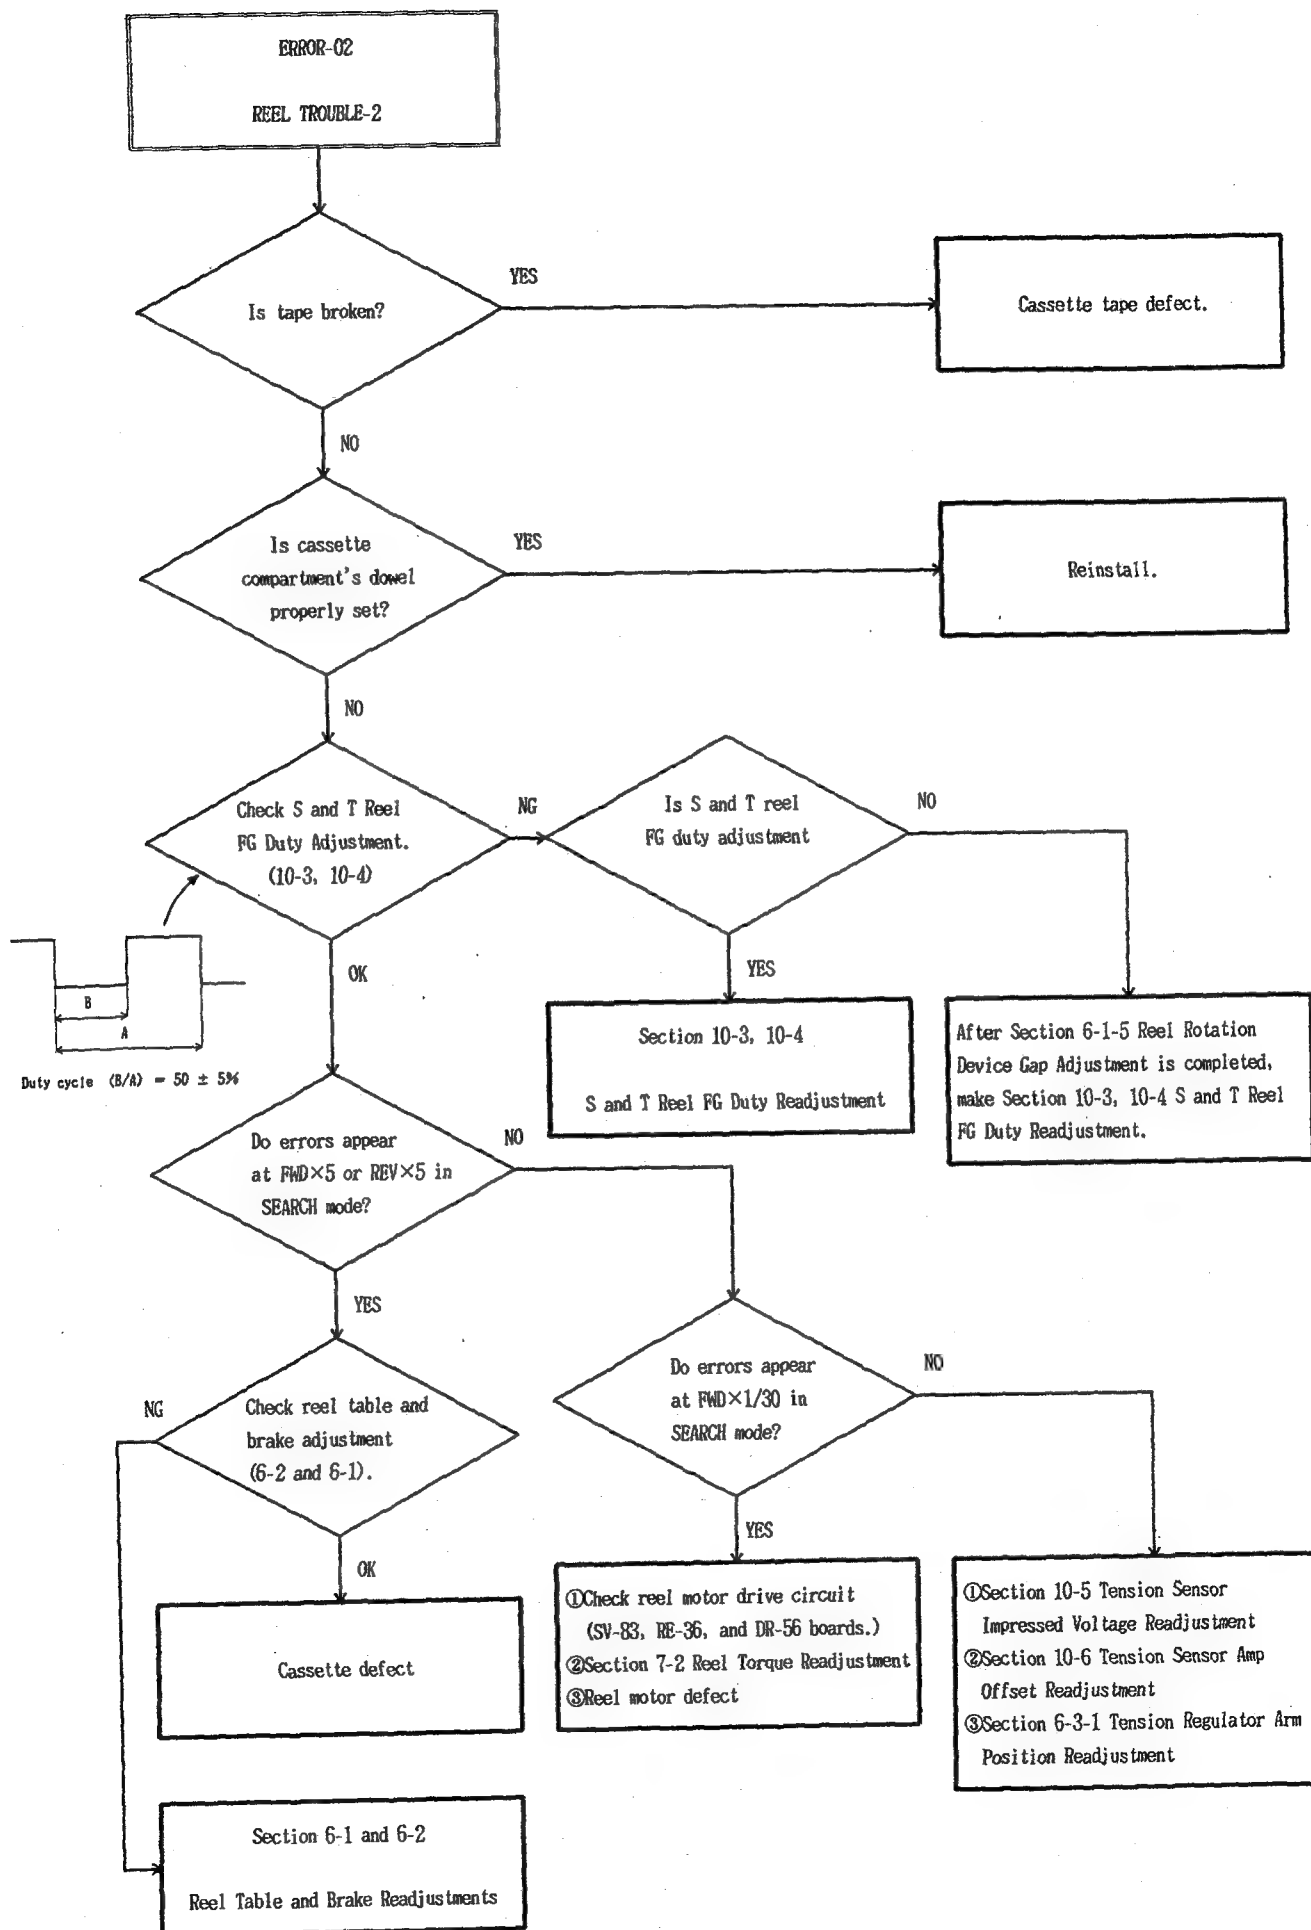 ERROR-02
REEL TROUBLE-2
Is tape broken?
YES
Cassette tape defect.
NO
Is cassette
compartment's dowel
properly set?
YES
Reinstall.
NO
Check S and T Reel
FG Duty Adjustment.
(10-3, 10-4)
NG
Is S and T reel
FG duty adjustment
NO
B
A
Duty cycle (B/A) = 50 ± 5%
OK
YES
Section 10-3, 10-4
S and T Reel FG Duty Readjustment
After Section 6-1-5 Reel Rotation
Device Gap Adjustment is completed,
make Section 10-3, 10-4 S and T Reel
FG Duty Readjustment.
Do errors appear
at FWD×5 or REV×5 in
SEARCH mode?
NO
YES
Do errors appear
at FWD×1/30 in
SEARCH mode?
NO
NG
Check reel table and
brake adjustment
(6-2 and 6-1).
OK
YES
Cassette defect
①Check reel motor drive circuit
(SV-83, RE-36, and DR-56 boards.)
②Section 7-2 Reel Torque Readjustment
③Reel motor defect
①Section 10-5 Tension Sensor
Impressed Voltage Readjustment
②Section 10-6 Tension Sensor Amp
Offset Readjustment
③Section 6-3-1 Tension Regulator Arm
Position Readjustment
Section 6-1 and 6-2
Reel Table and Brake Readjustments